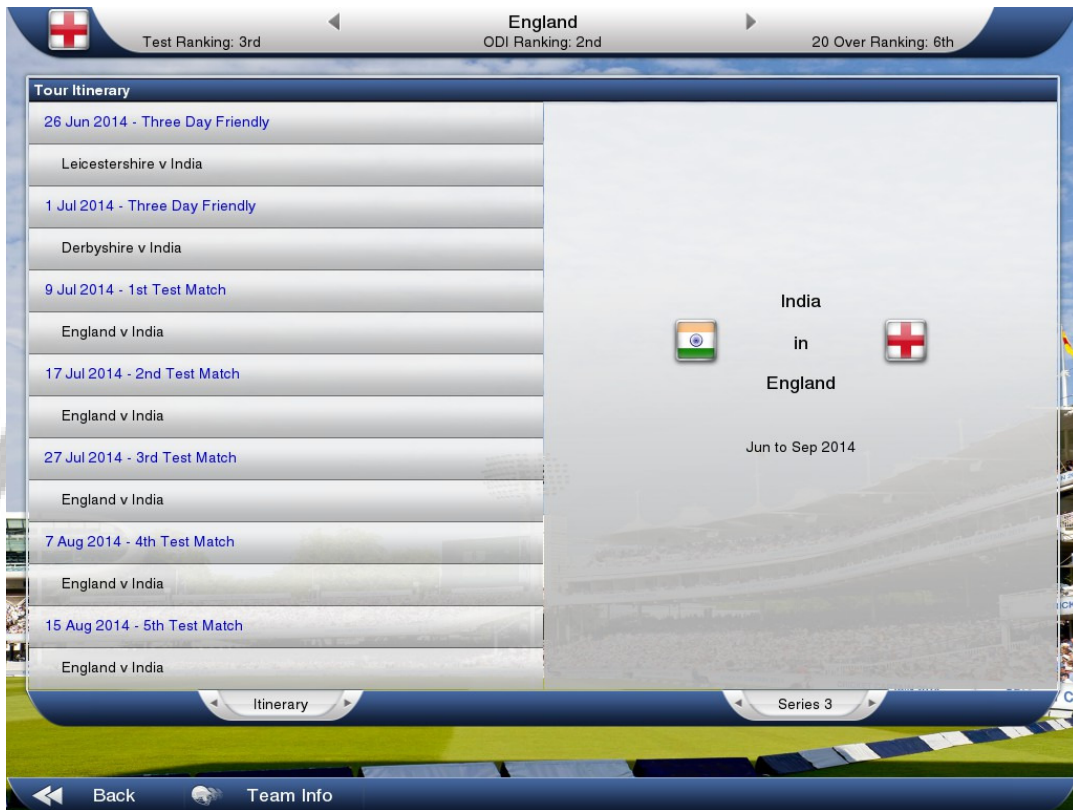 England
Test Ranking: 3rd
ODI Ranking: 2nd
20 Over Ranking: 6th
Tour Itinerary
26 Jun 2014 - Three Day Friendly
Leicestershire v India
1 Jul 2014 - Three Day Friendly
Derbyshire v India
9 Jul 2014 - 1st Test Match
England v India
17 Jul 2014 - 2nd Test Match
England v India
27 Jul 2014 - 3rd Test Match
England v India
7 Aug 2014 - 4th Test Match
England v India
15 Aug 2014 - 5th Test Match
England v India
India
in
England
Jun to Sep 2014
Itinerary
Series 3
Back
Team Info